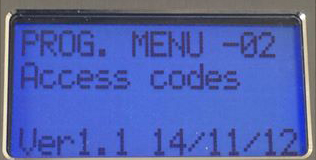 PROG. MENU -02
Access codes
Ver1.1 14/11/12